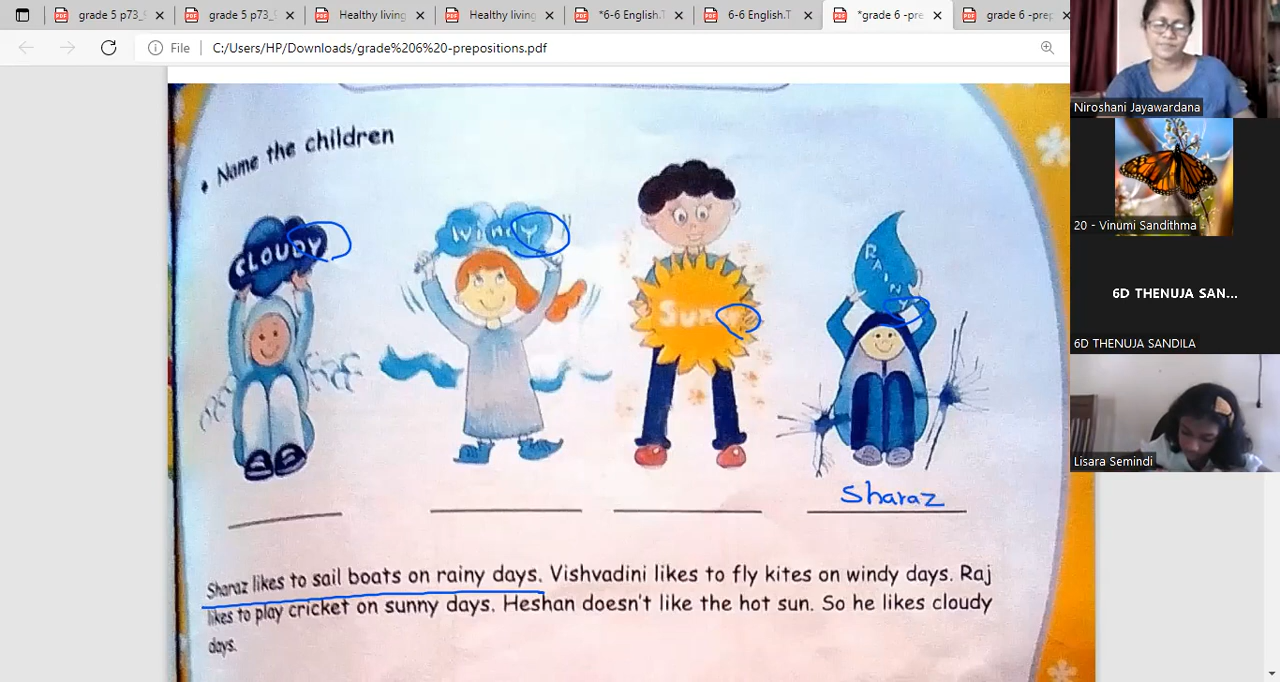 grade 5 p73_
grade 5 p73_
Healthy living
Healthy living
*6-6 English.T
6-6 English.T
*grade 6 -pre
grade 6 -prep
File
C:/Users/HP/Downloads/grade%206%20-prepositions.pdf
• Name the children
CLOUDY
Windy
Sunny
RAINY
Sharaz
Sharaz likes to sail boats on rainy days. Vishvadini likes to fly kites on windy days. Raj
likes to play cricket on sunny days. Heshan doesn't like the hot sun. So he likes cloudy
days.
Niroshani Jayawardana
20 - Vinumi Sandithma
6D THENUJA SAN...
6D THENUJA SANDILA
Lisara Semindi